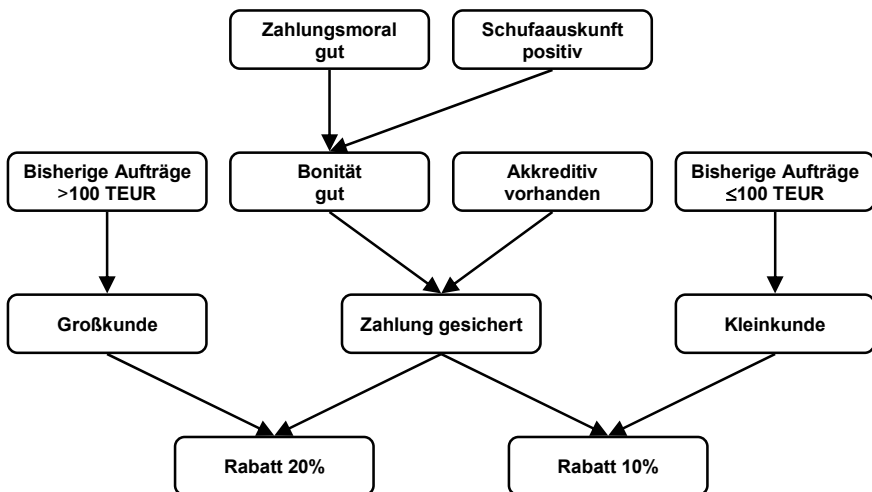 Zahlungsmoral
gut
Schufaauskunft
positiv
Bisherige Aufträge
>100 TEUR
Bonität
gut
Akkreditiv
vorhanden
Bisherige Aufträge
≤100 TEUR
Großkunde
Zahlung gesichert
Kleinkunde
Rabatt 20%
Rabatt 10%